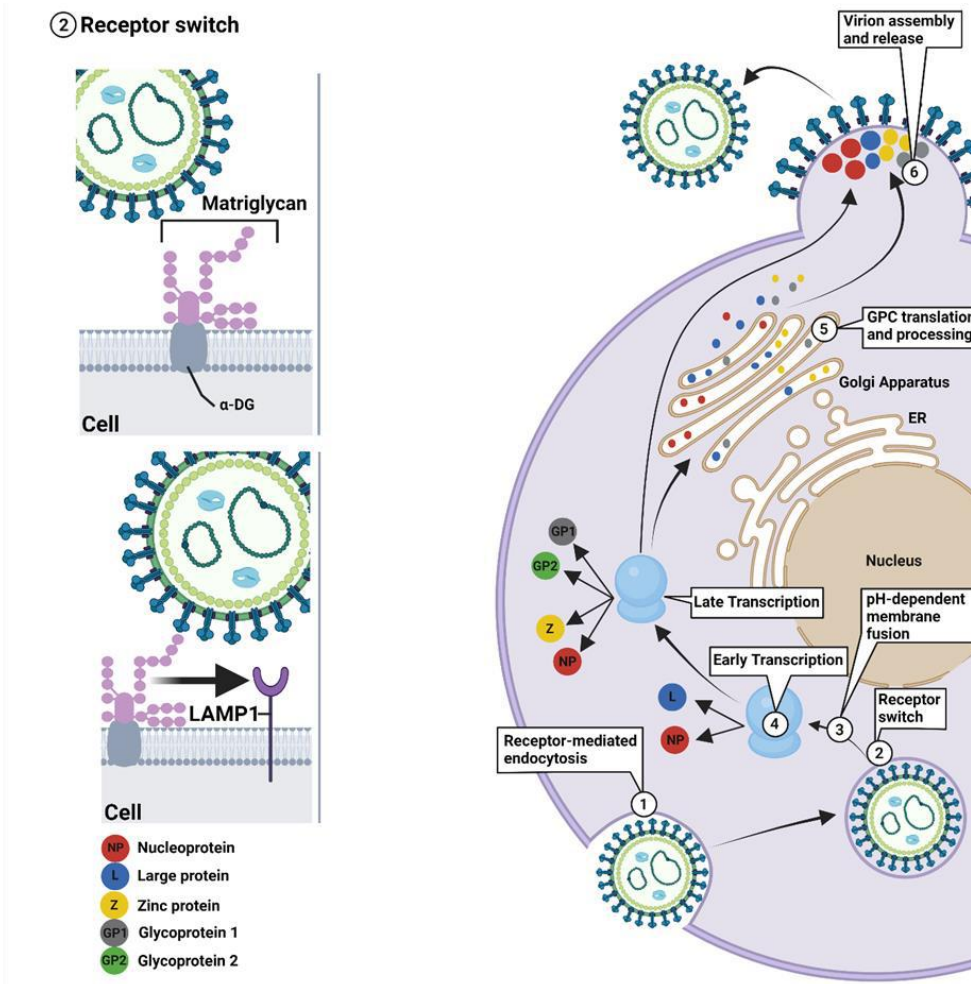 ② Receptor switch
Matriglycan
α-DG
Cell
LAMP1
Cell
NP Nucleoprotein
L Large protein
Z Zinc protein
GP1 Glycoprotein 1
GP2 Glycoprotein 2
Virion assembly
and release
6
5
GPC translation
and processing
Golgi Apparatus
ER
Nucleus
GP1
GP2
Z
NP
Late Transcription
pH-dependent
membrane
fusion
Early Transcription
L
NP
4
3
Receptor
switch
2
Receptor-mediated
endocytosis
1